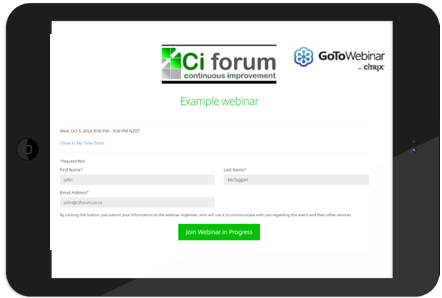 Ci forum
continuous improvement
GoToWebinar
by citrix
Example webinar
Wed, Oct 5, 2016 8:00 PM - 9:00 PM NZDT
Show in My Time Zone
*Required field
First Name*
Last Name*
John
McTaggart
Email Address*
john@ciforum.co.nz
By clicking this button, you submit your information to the webinar organizer, who will use it to communicate with you regarding this event and their other services.
Join Webinar in Progress